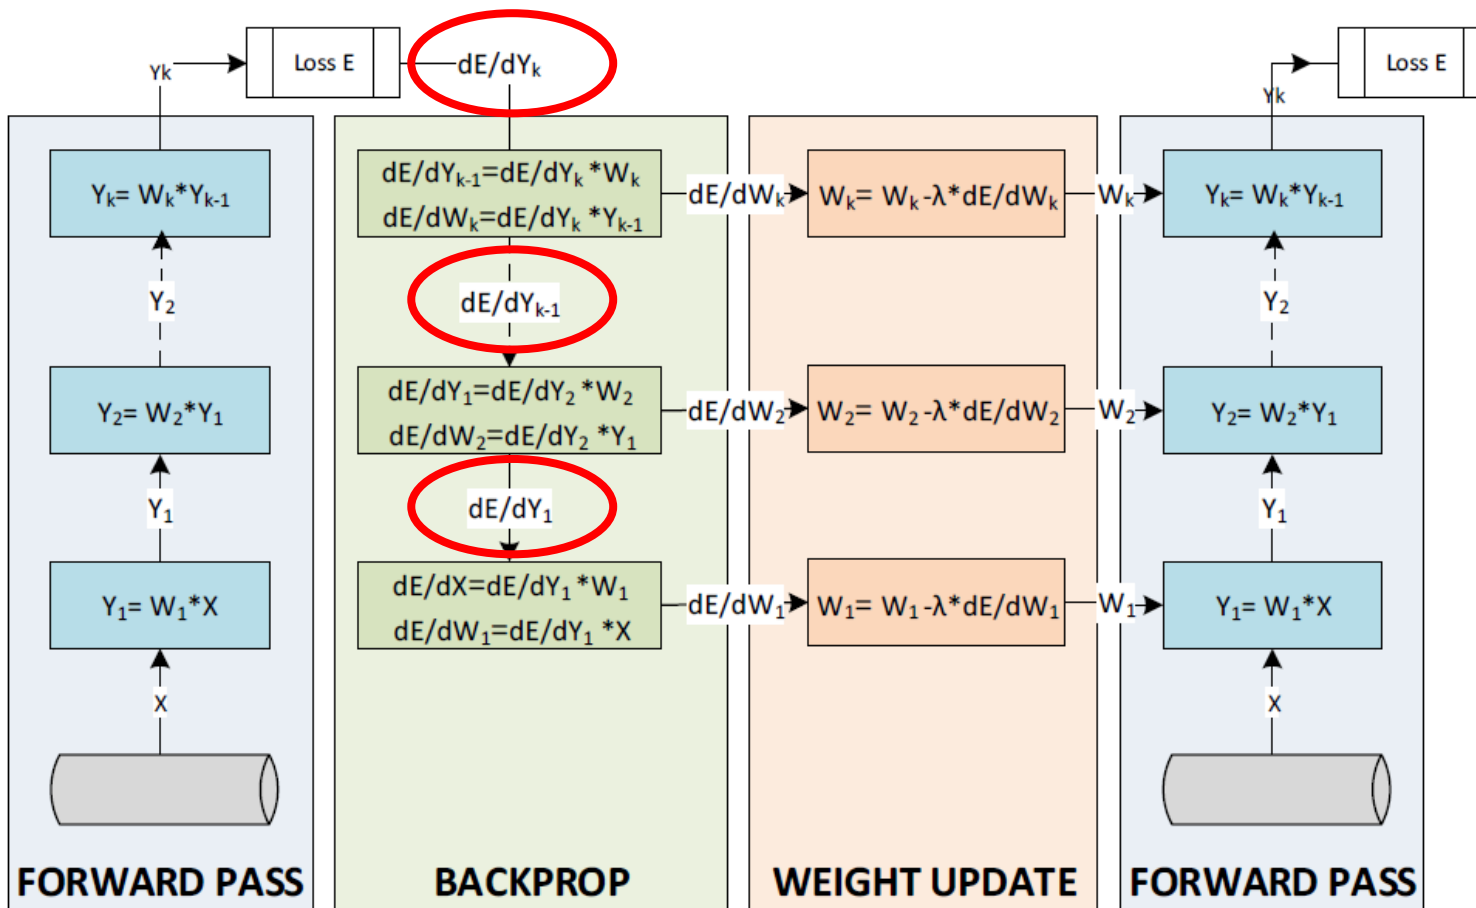 Yk
Loss E
dE/dYₖ
Yₖ= Wₖ*Yₖ₋₁
Y₂
Y₂= W₂*Y₁
Y₁
Y₁= W₁*X
X
FORWARD PASS
dE/dYₖ₋₁=dE/dYₖ*Wₖ
dE/dWₖ=dE/dYₖ*Yₖ₋₁
dE/dYₖ₋₁
dE/dY₁=dE/dY₂*W₂
dE/dW₂=dE/dY₂*Y₁
dE/dY₁
dE/dX=dE/dY₁*W₁
dE/dW₁=dE/dY₁*X
BACKPROP
dE/dWₖ
Wₖ= Wₖ-λ*dE/dWₖ
Wₖ
dE/dW₂
W₂= W₂-λ*dE/dW₂
W₂
dE/dW₁
W₁= W₁-λ*dE/dW₁
W₁
WEIGHT UPDATE
Yk
Loss E
Yₖ= Wₖ*Yₖ₋₁
Y₂
Y₂= W₂*Y₁
Y₁
Y₁= W₁*X
X
FORWARD PASS